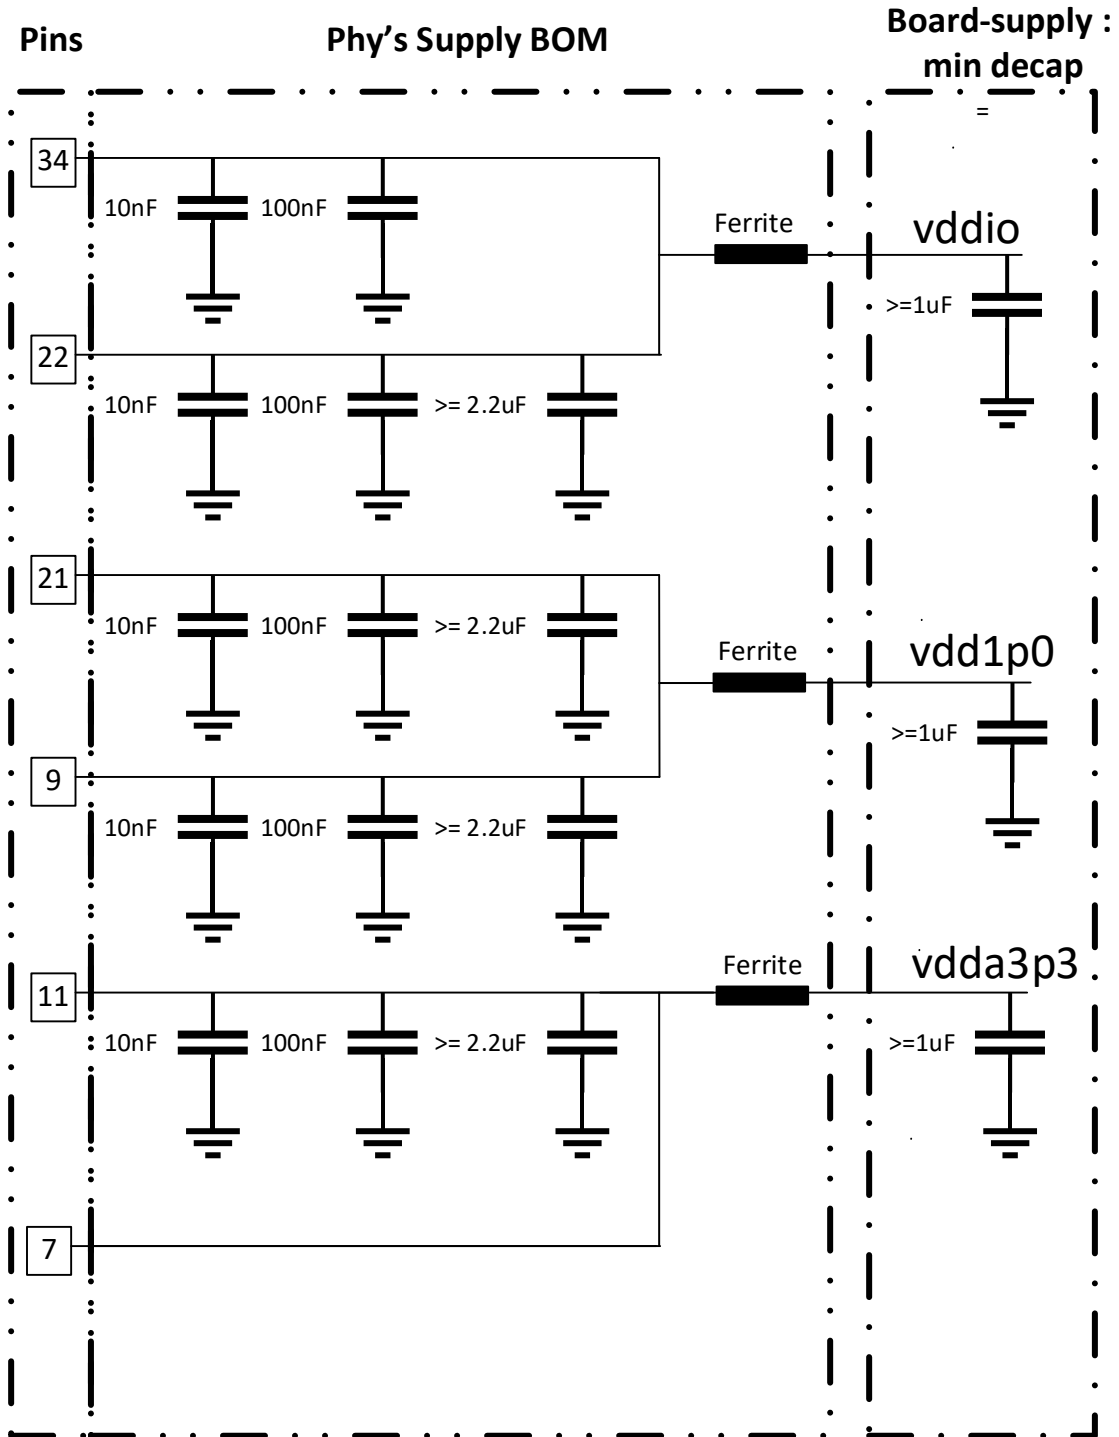 Pins
Phy's Supply BOM
Board-supply :
min decap
=
34
10nF
100nF
Ferrite
vddio
>=1uF
22
10nF
100nF
>= 2.2uF
21
10nF
100nF
>= 2.2uF
Ferrite
vdd1p0
>=1uF
9
10nF
100nF
>= 2.2uF
11
10nF
100nF
>= 2.2uF
Ferrite
vdda3p3
>=1uF
7